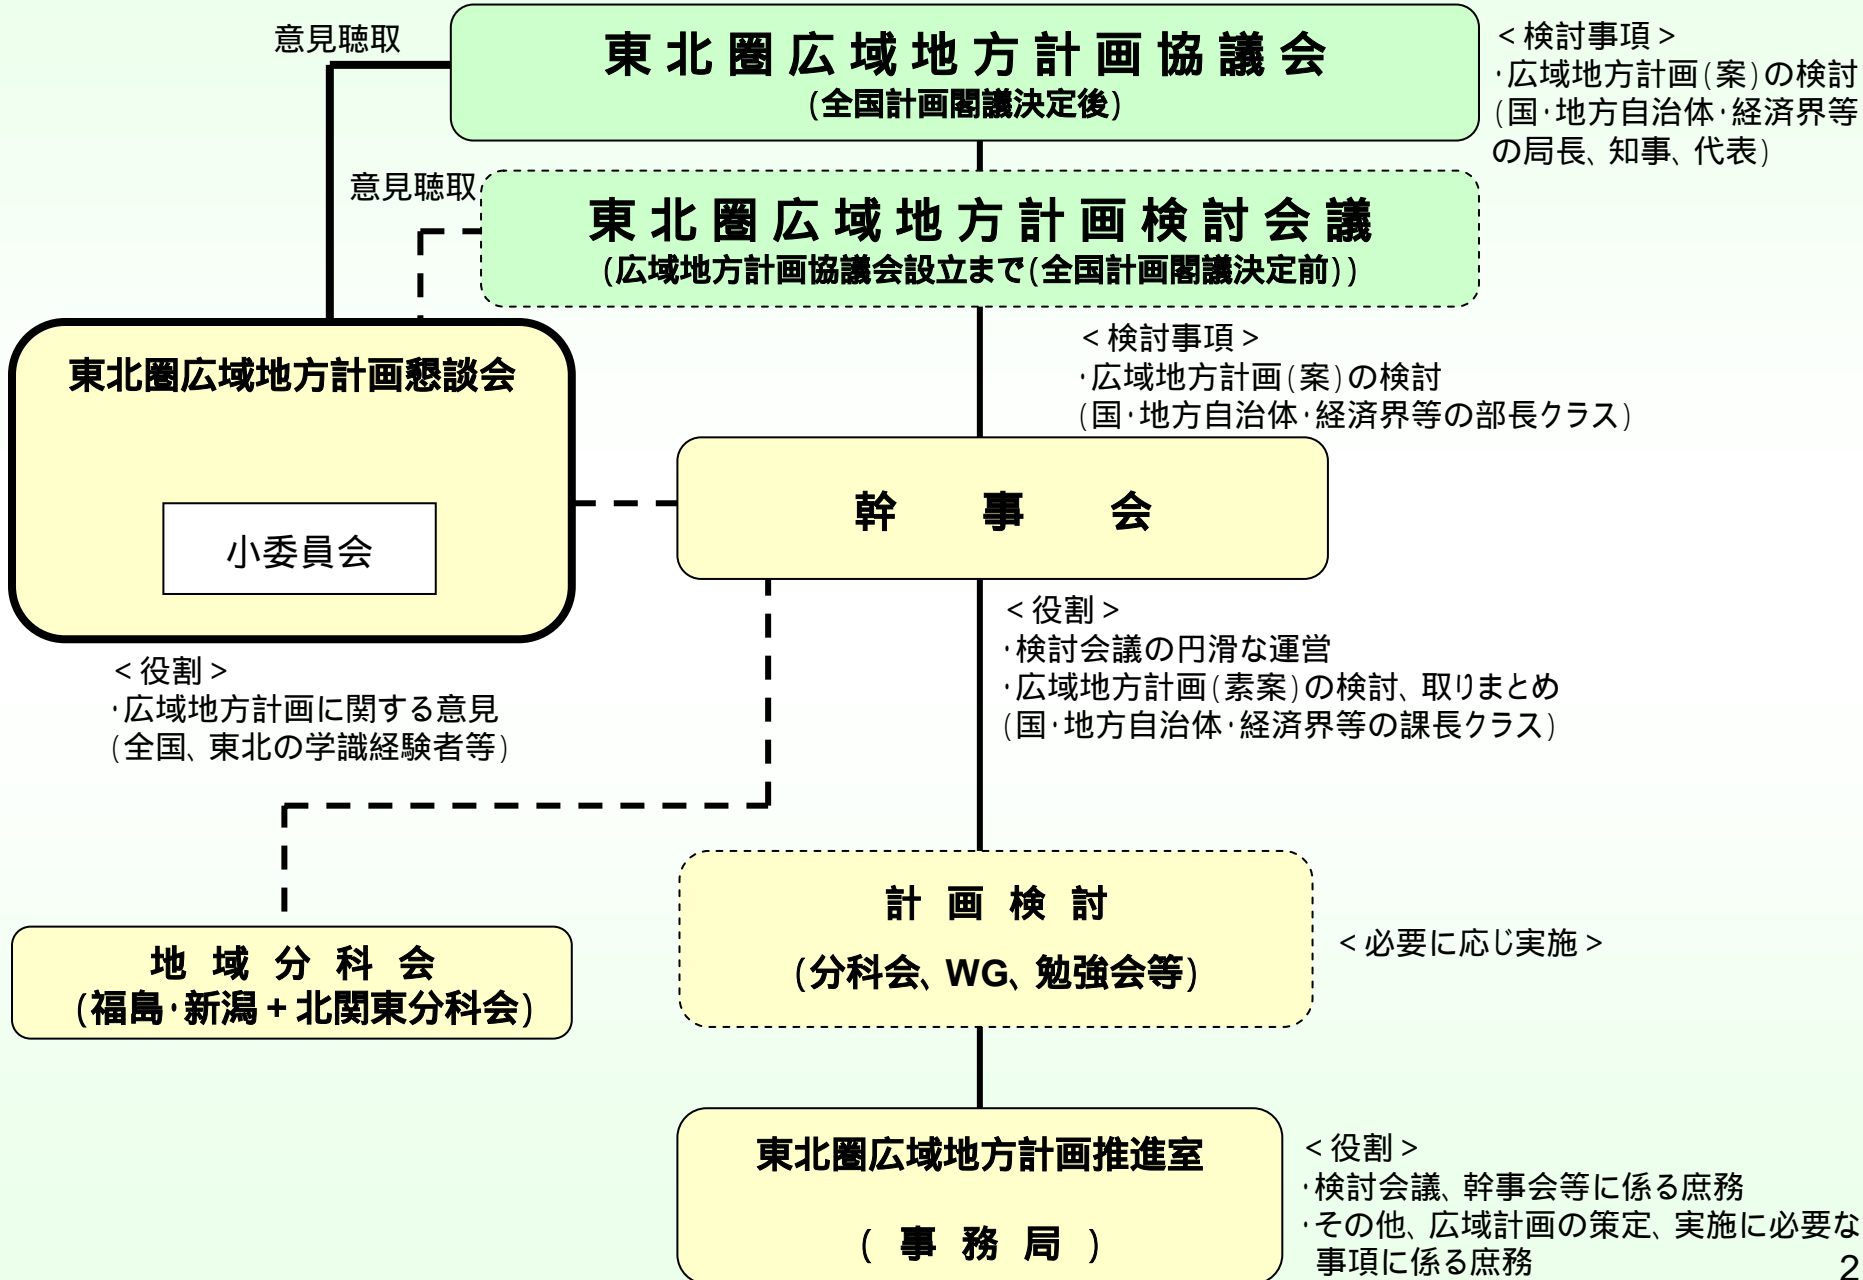 意見聴取
東北圏広域地方計画協議会
(全国計画閣議決定後)
＜検討事項＞
･広域地方計画(案)の検討
(国･地方自治体･経済界等
の局長、知事、代表)
意見聴取
東北圏広域地方計画検討会議
(広域地方計画協議会設立まで(全国計画閣議決定前))
＜検討事項＞
･広域地方計画(案)の検討
(国･地方自治体･経済界等の部長クラス)
東北圏広域地方計画懇談会
小委員会
幹　事　会
＜役割＞
･広域地方計画に関する意見
(全国、東北の学識経験者等)
＜役割＞
･検討会議の円滑な運営
･広域地方計画(素案)の検討、取りまとめ
(国･地方自治体･経済界等の課長クラス)
地域分科会
(福島･新潟＋北関東分科会)
計画検討
(分科会、WG、勉強会等)
＜必要に応じ実施＞
東北圏広域地方計画推進室
(事務局)
＜役割＞
･検討会議、幹事会等に係る庶務
･その他、広域計画の策定、実施に必要な
事項に係る庶務
2